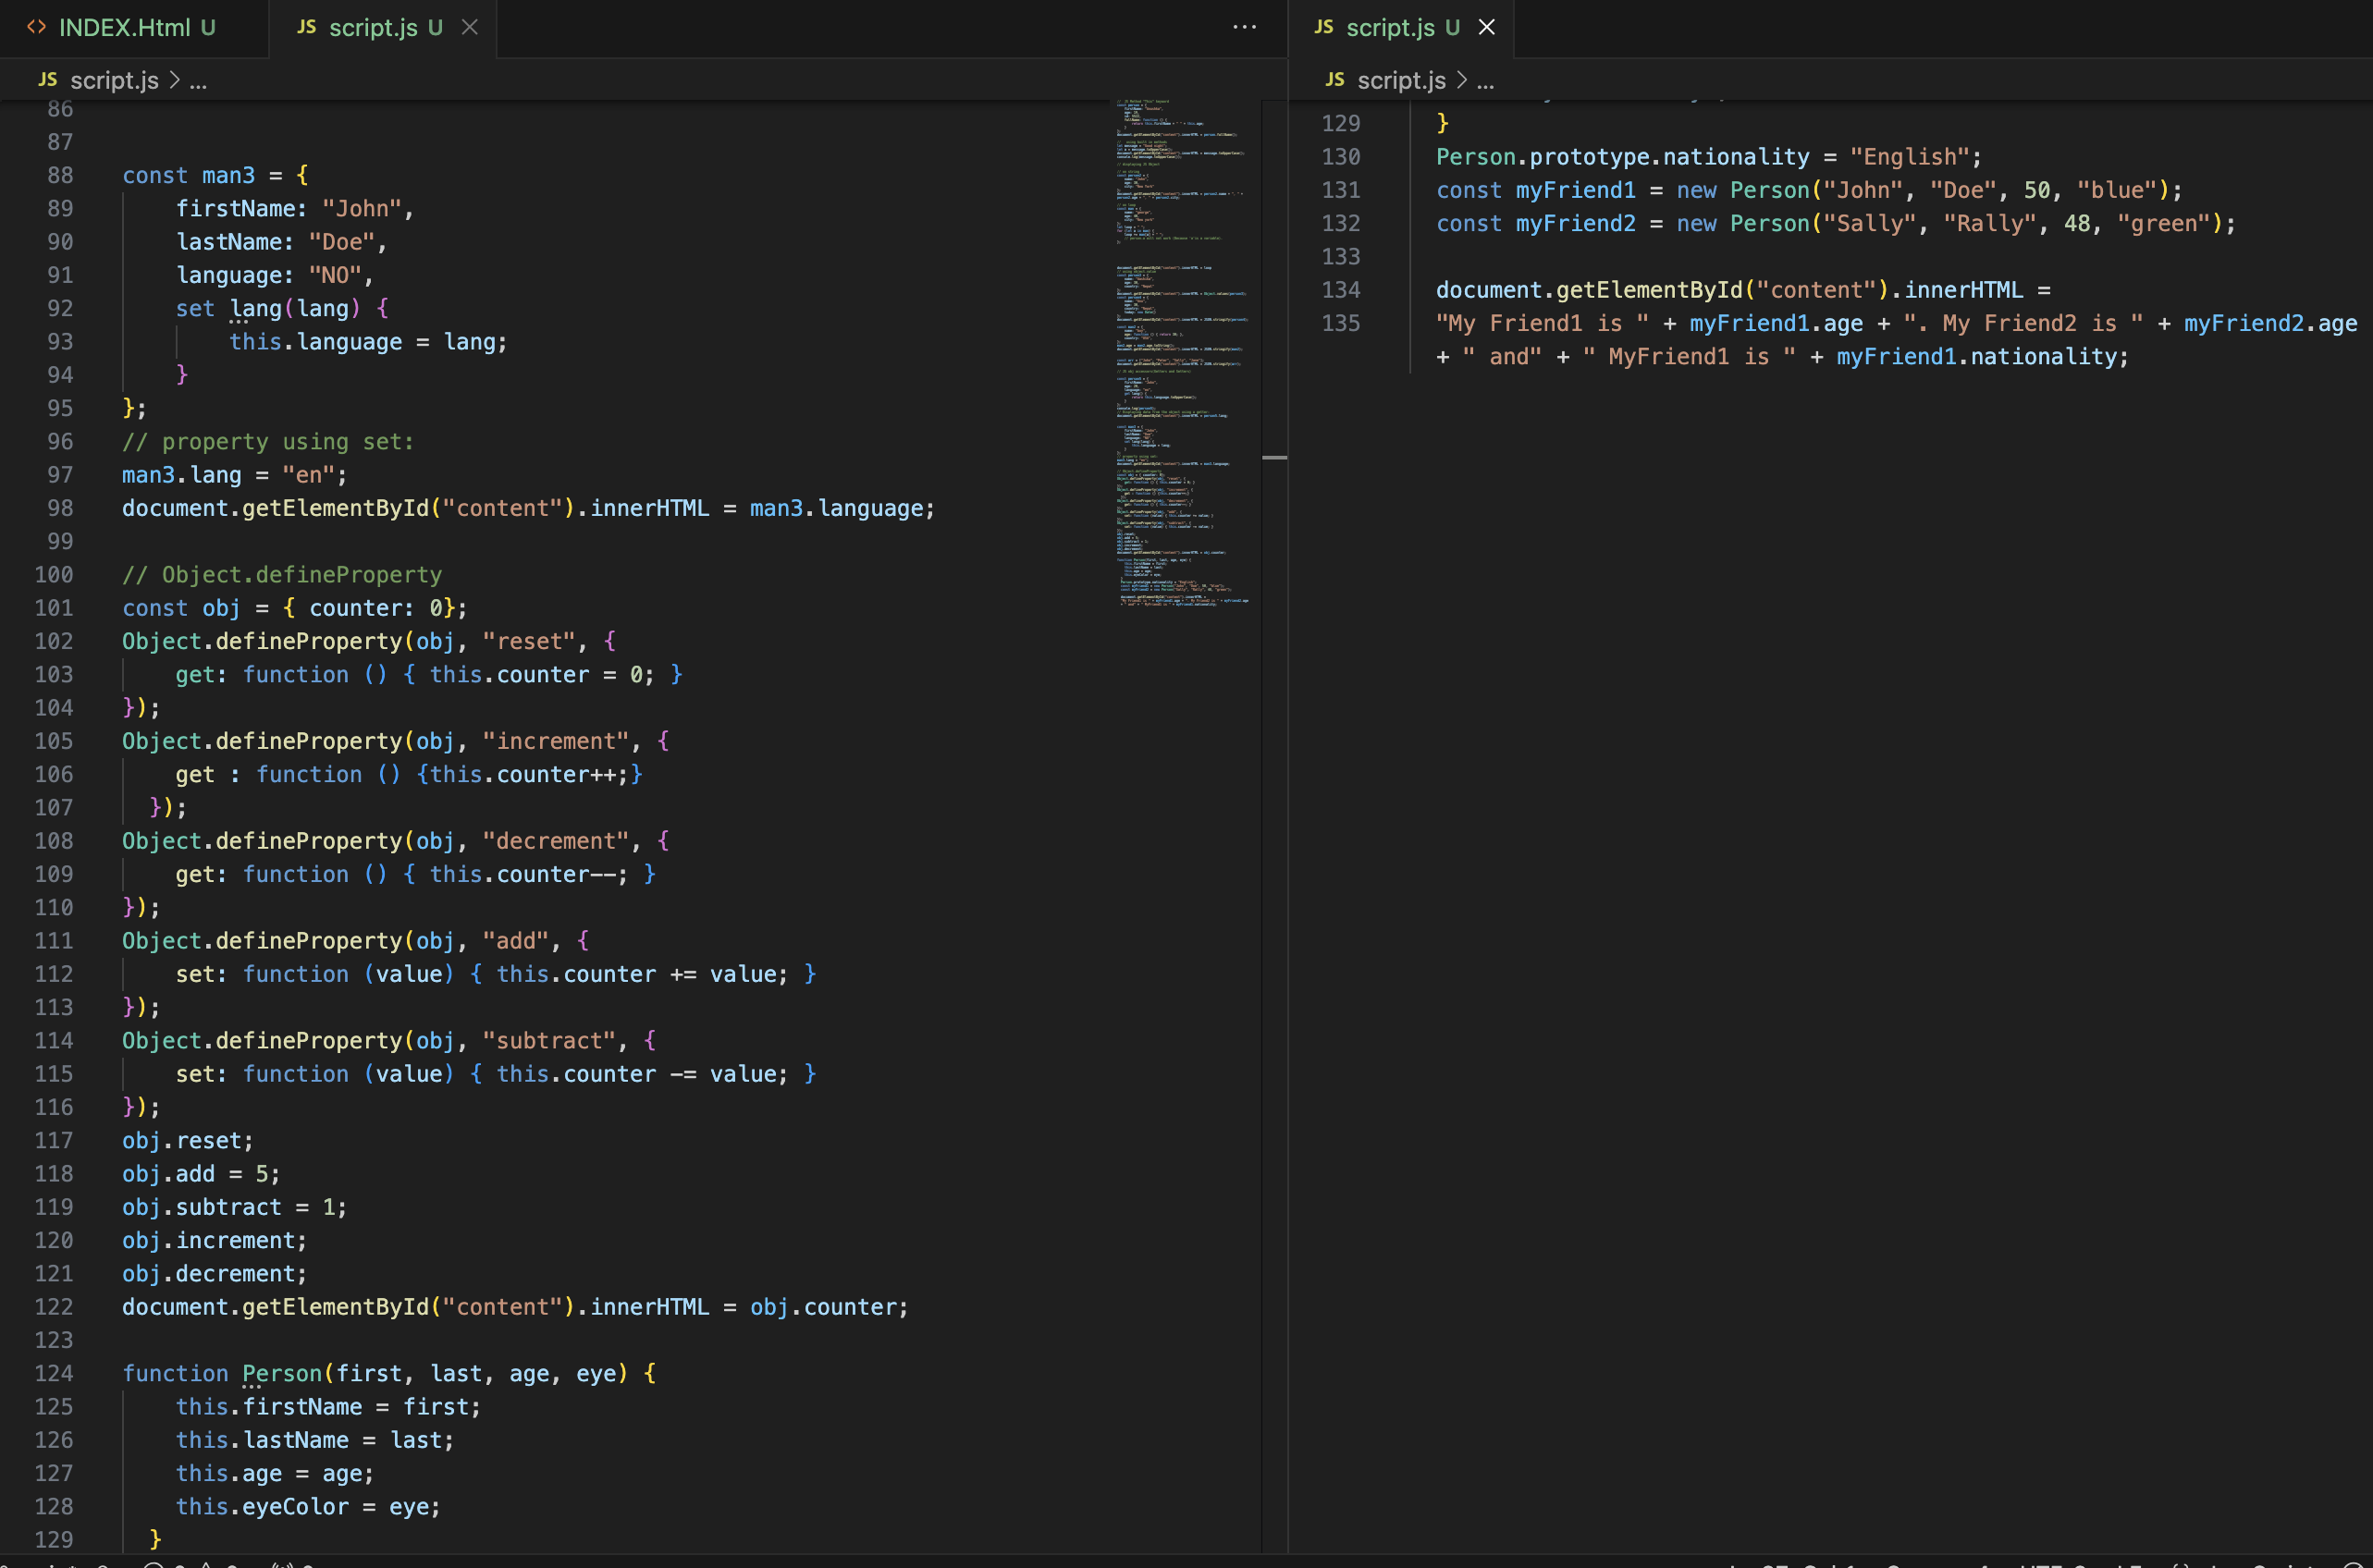 INDEX.Html U
JS script.js U
...
JS script.js > ...
86
87
88 const man3 = {
89 firstName: "John",
90 lastName: "Doe",
91 language: "NO",
92 set lang(lang) {
93 this.language = lang;
94 }
95 };
96 // property using set:
97 man3.lang = "en";
98 document.getElementById("content").innerHTML = man3.language;
99
100 // Object.defineProperty
101 const obj = { counter: 0};
102 Object.defineProperty(obj, "reset", {
103 get: function () { this.counter = 0; }
104 });
105 Object.defineProperty(obj, "increment", {
106 get : function () {this.counter++;}
107 });
108 Object.defineProperty(obj, "decrement", {
109 get: function () { this.counter--; }
110 });
111 Object.defineProperty(obj, "add", {
112 set: function (value) { this.counter += value; }
113 });
114 Object.defineProperty(obj, "subtract", {
115 set: function (value) { this.counter -= value; }
116 });
117 obj.reset;
118 obj.add = 5;
119 obj.subtract = 1;
120 obj.increment;
121 obj.decrement;
122 document.getElementById("content").innerHTML = obj.counter;
123
124 function Person(first, last, age, eye) {
125 this.firstName = first;
126 this.lastName = last;
127 this.age = age;
128 this.eyeColor = eye;
129 }
JS script.js U
JS script.js > ...
129 }
130 Person.prototype.nationality = "English";
131 const myFriend1 = new Person("John", "Doe", 50, "blue");
132 const myFriend2 = new Person("Sally", "Rally", 48, "green");
133
134 document.getElementById("content").innerHTML =
135 "My Friend1 is " + myFriend1.age + ". My Friend2 is " + myFriend2.age
+ " and" + " MyFriend1 is " + myFriend1.nationality;